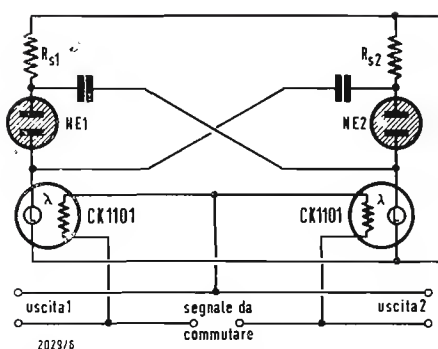 Rs1
Rs2
NE1
NE2
λ
CK1101
CK1101
λ
uscita1
segnale da
commutare
uscita2
2029/6